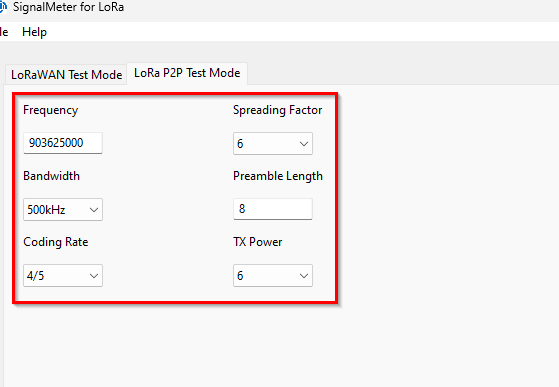 SignalMeter for LoRa
le Help
LoRaWAN Test Mode LoRa P2P Test Mode
Frequency Spreading Factor
903625000 6
Bandwidth Preamble Length
500kHz 8
Coding Rate TX Power
4/5 6